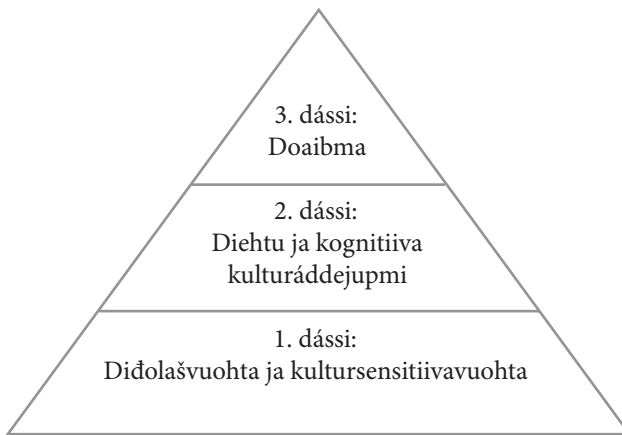 3. dássi:
Doaibma
2. dássi:
Diehtu ja kognitiiva
kulturáddejupmi
1. dássi:
Diđolašvuohta ja kultursensitiivavuohta